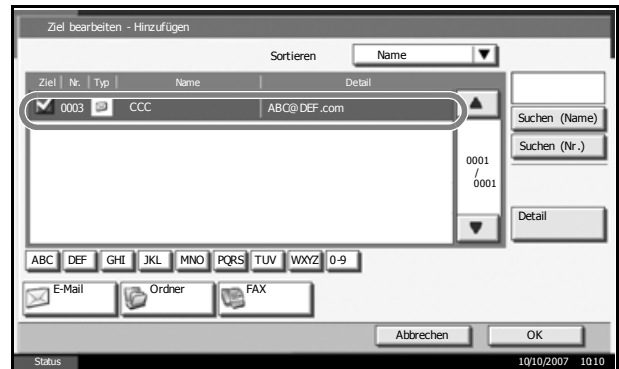 Ziel bearbeiten - Hinzufügen
Sortieren Name
Ziel Nr. Typ Name Detail
0003 CCC ABC@DEF.com
Suchen (Name)
Suchen (Nr.)
0001
/
0001
Detail
ABC DEF GHI JKL MNO PQRS TUV WXYZ 0-9
E-Mail Ordner FAX
Abbrechen OK
Status 10/10/2007 10:10